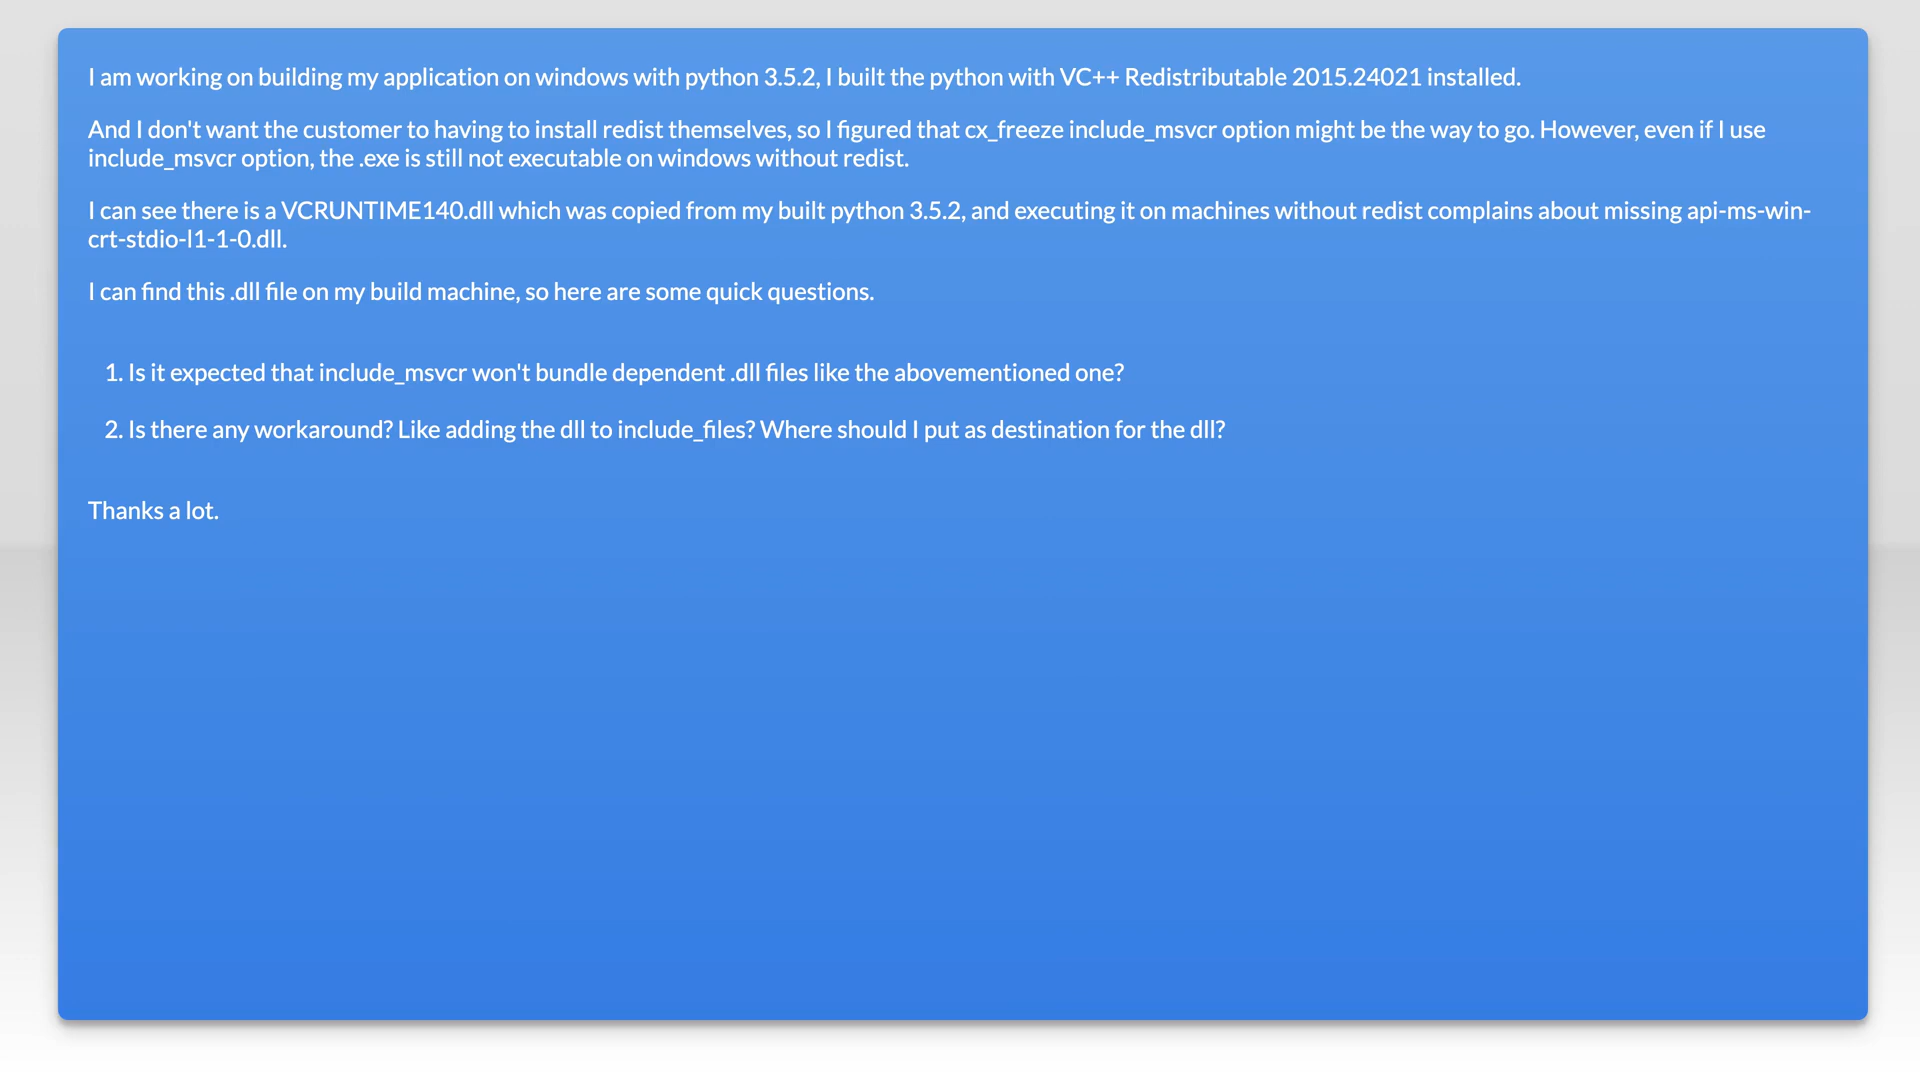 I am working on building my application on windows with python 3.5.2, I built the python with VC++ Redistributable 2015.24021 installed.
And I don't want the customer to having to install redist themselves, so I figured that cx_freeze include_msvcr option might be the way to go. However, even if I use
include_msvcr option, the .exe is still not executable on windows without redist.
I can see there is a VCRUNTIME140.dll which was copied from my built python 3.5.2, and executing it on machines without redist complains about missing api-ms-win-
crt-stdio-l1-1-0.dll.
I can find this .dll file on my build machine, so here are some quick questions.
1. Is it expected that include_msvcr won't bundle dependent .dll files like the abovementioned one?
2. Is there any workaround? Like adding the dll to include_files? Where should I put as destination for the dll?
Thanks a lot.